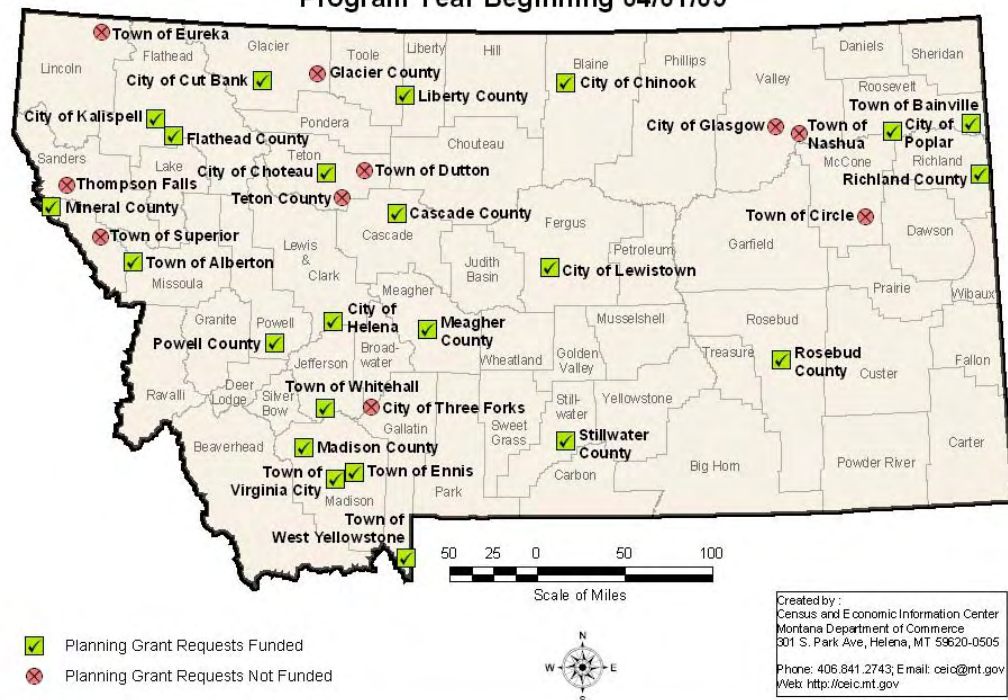 Program Year Beginning 04/01/09
Town of Eureka
Lincoln
Flathead
Glacier
City of Cut Bank
Toole
Glacier County
Liberty
Liberty County
Hill
Blaine
City of Chinook
Phillips
Valley
Daniels
Sheridan
Roosevelt
Town of Bainville
City of
Poplar
City of Glasgow
Town of
Nashua
McCone
Richland
Richland County
City of Kalispell
Flathead County
Pondera
Chouteau
Sanders
Lake
Teton
City of Choteau
Town of Dutton
Thompson Falls
Teton County
Mineral County
Cascade County
Cascade
Fergus
Town of Circle
Dawson
Garfield
Petroleum
Town of Superior
Lewis
&
Clark
Judith
Basin
Town of Alberton
Missoula
City of Lewistown
Meagher
Prairie
Wibaux
Granite
Powell
City of
Helena
Meagher
County
Musselshell
Rosebud
Powell County
Jefferson
Broad-
water
Wheatland
Golden
Valley
Treasure
Rosebud
County
Custer
Fallon
Ravalli
Deer
Lodge
Silver
Bow
Town of Whitehall
City of Three Forks
Gallatin
Sweet
Grass
Still-
water
Yellowstone
Beaverhead
Madison County
Stillwater
County
Carbon
Carter
Town of
Virginia City
Town of Ennis
Madison
Park
Big Horn
Powder River
Town of
West Yellowstone
50 25 0 50 100
Scale of Miles
Planning Grant Requests Funded
Planning Grant Requests Not Funded
N
W E
S
Created by :
Census and Economic Information Center
Montana Department of Commerce
301 S. Park Ave, Helena, MT 59620-0505
Phone: 406.841.2743; Email: ceic@mt.gov
Web: http://ceic.mt.gov